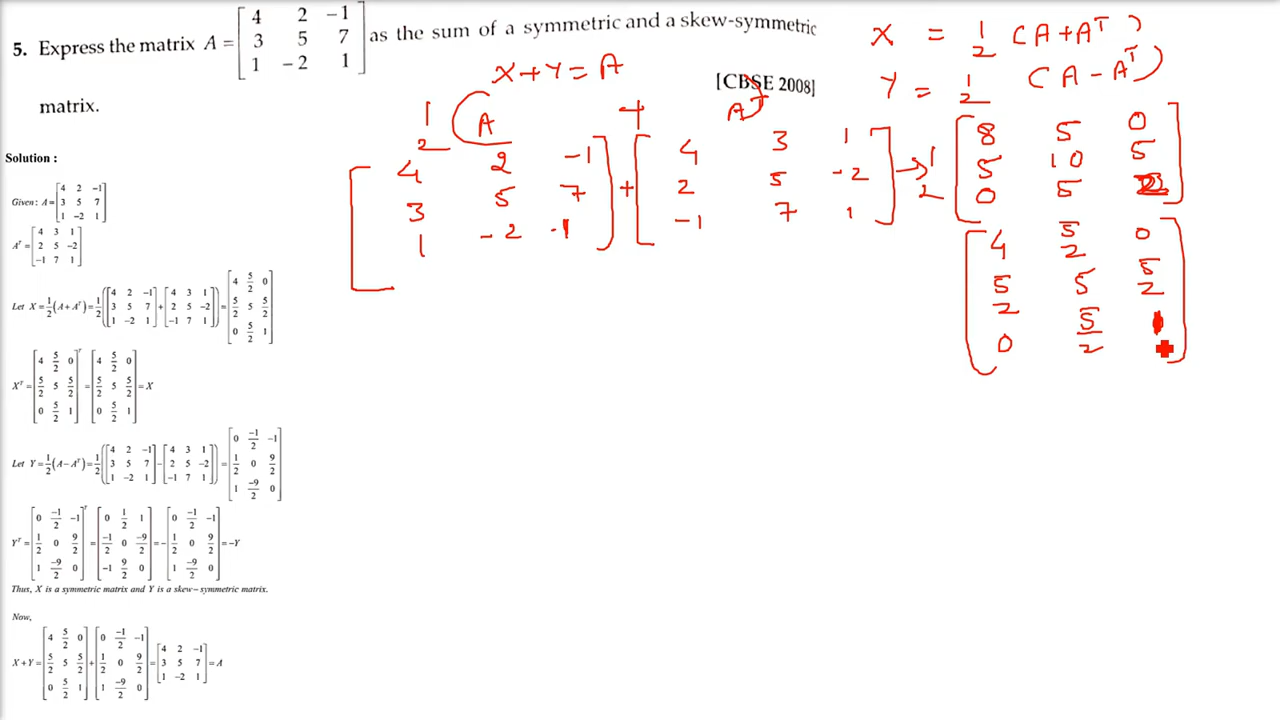 5. Express the matrix A = [4 2 −1; 3 5 7; 1 −2 1] as the sum of a symmetric and a skew-symmetric
matrix. [CBSE 2008]
X = 1/2 (A+Aᵀ)
Y = 1/2 (A − Aᵀ)
X+Y=A
1/2 (A + Aᵀ)
[4 2 −1; 3 5 7; 1 −2 1] + [4 3 1; 2 5 −2; −1 7 1] → 1/2 [8 5 0; 5 10 5; 0 5 2]
[4 5/2 0; 5/2 5 5/2; 0 5/2 1]
Solution :
Given : A = [4 2 −1; 3 5 7; 1 −2 1]
Aᵀ = [4 3 1; 2 5 −2; −1 7 1]
Let X = 1/2 (A+Aᵀ) = 1/2 ([4 2 −1; 3 5 7; 1 −2 1] + [4 3 1; 2 5 −2; −1 7 1]) = [4 5/2 0; 5/2 5 5/2; 0 5/2 1]
Xᵀ = [4 5/2 0; 5/2 5 5/2; 0 5/2 1]ᵀ = [4 5/2 0; 5/2 5 5/2; 0 5/2 1] = X
Let Y = 1/2 (A−Aᵀ) = 1/2 ([4 2 −1; 3 5 7; 1 −2 1] − [4 3 1; 2 5 −2; −1 7 1]) = [0 −1/2 −1; 1/2 0 9/2; 1 −9/2 0]
Yᵀ = [0 −1/2 −1; 1/2 0 9/2; 1 −9/2 0]ᵀ = [0 1/2 1; −1/2 0 −9/2; −1 9/2 0] = −[0 −1/2 −1; 1/2 0 9/2; 1 −9/2 0] = −Y
Thus, X is a symmetric matrix and Y is a skew−symmetric matrix.
Now,
X+Y = [4 5/2 0; 5/2 5 5/2; 0 5/2 1] + [0 −1/2 −1; 1/2 0 9/2; 1 −9/2 0] = [4 2 −1; 3 5 7; 1 −2 1] = A